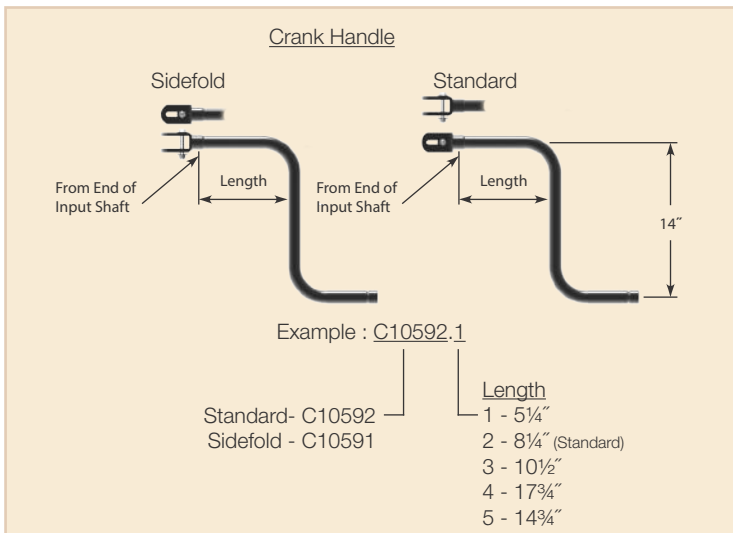 Crank Handle
Sidefold
Standard
From End of
Input Shaft
Length
From End of
Input Shaft
Length
14˝
Example : C10592.1
Standard- C10592
Sidefold - C10591
Length
1 - 5¼˝
2 - 8¼˝ (Standard)
3 - 10½˝
4 - 17¾˝
5 - 14¾˝